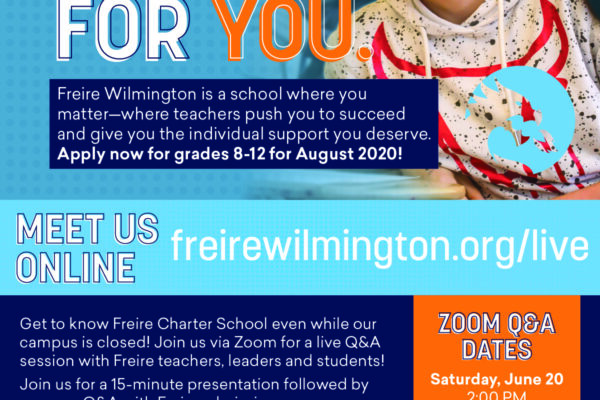 FOR YOU.
Freire Wilmington is a school where you
matter—where teachers push you to succeed
and give you the individual support you deserve.
Apply now for grades 8-12 for August 2020!
MEET US
ONLINE
freirewilmington.org/live
Get to know Freire Charter School even while our
campus is closed! Join us via Zoom for a live Q&A
session with Freire teachers, leaders and students!
Join us for a 15-minute presentation followed by
ZOOM Q&A
DATES
Saturday, June 20
2:00 PM